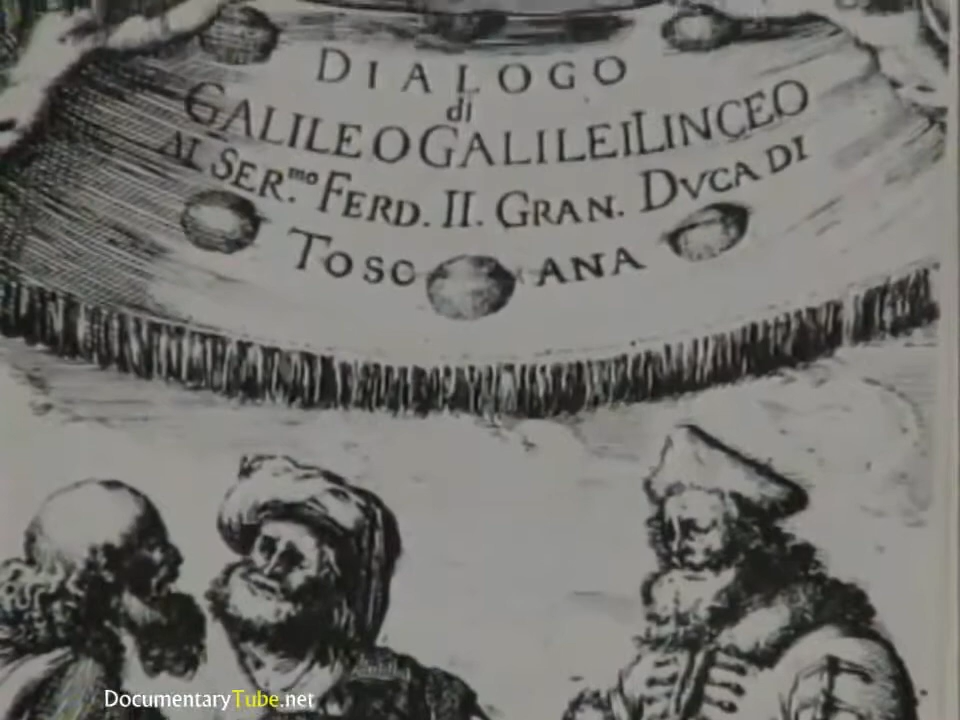 DIALOGO
di
GALILEO GALILEI LINCEO
AL SER.mo FERD. II. GRAN. DVCA DI
TOSCANA
DocumentaryTube.net